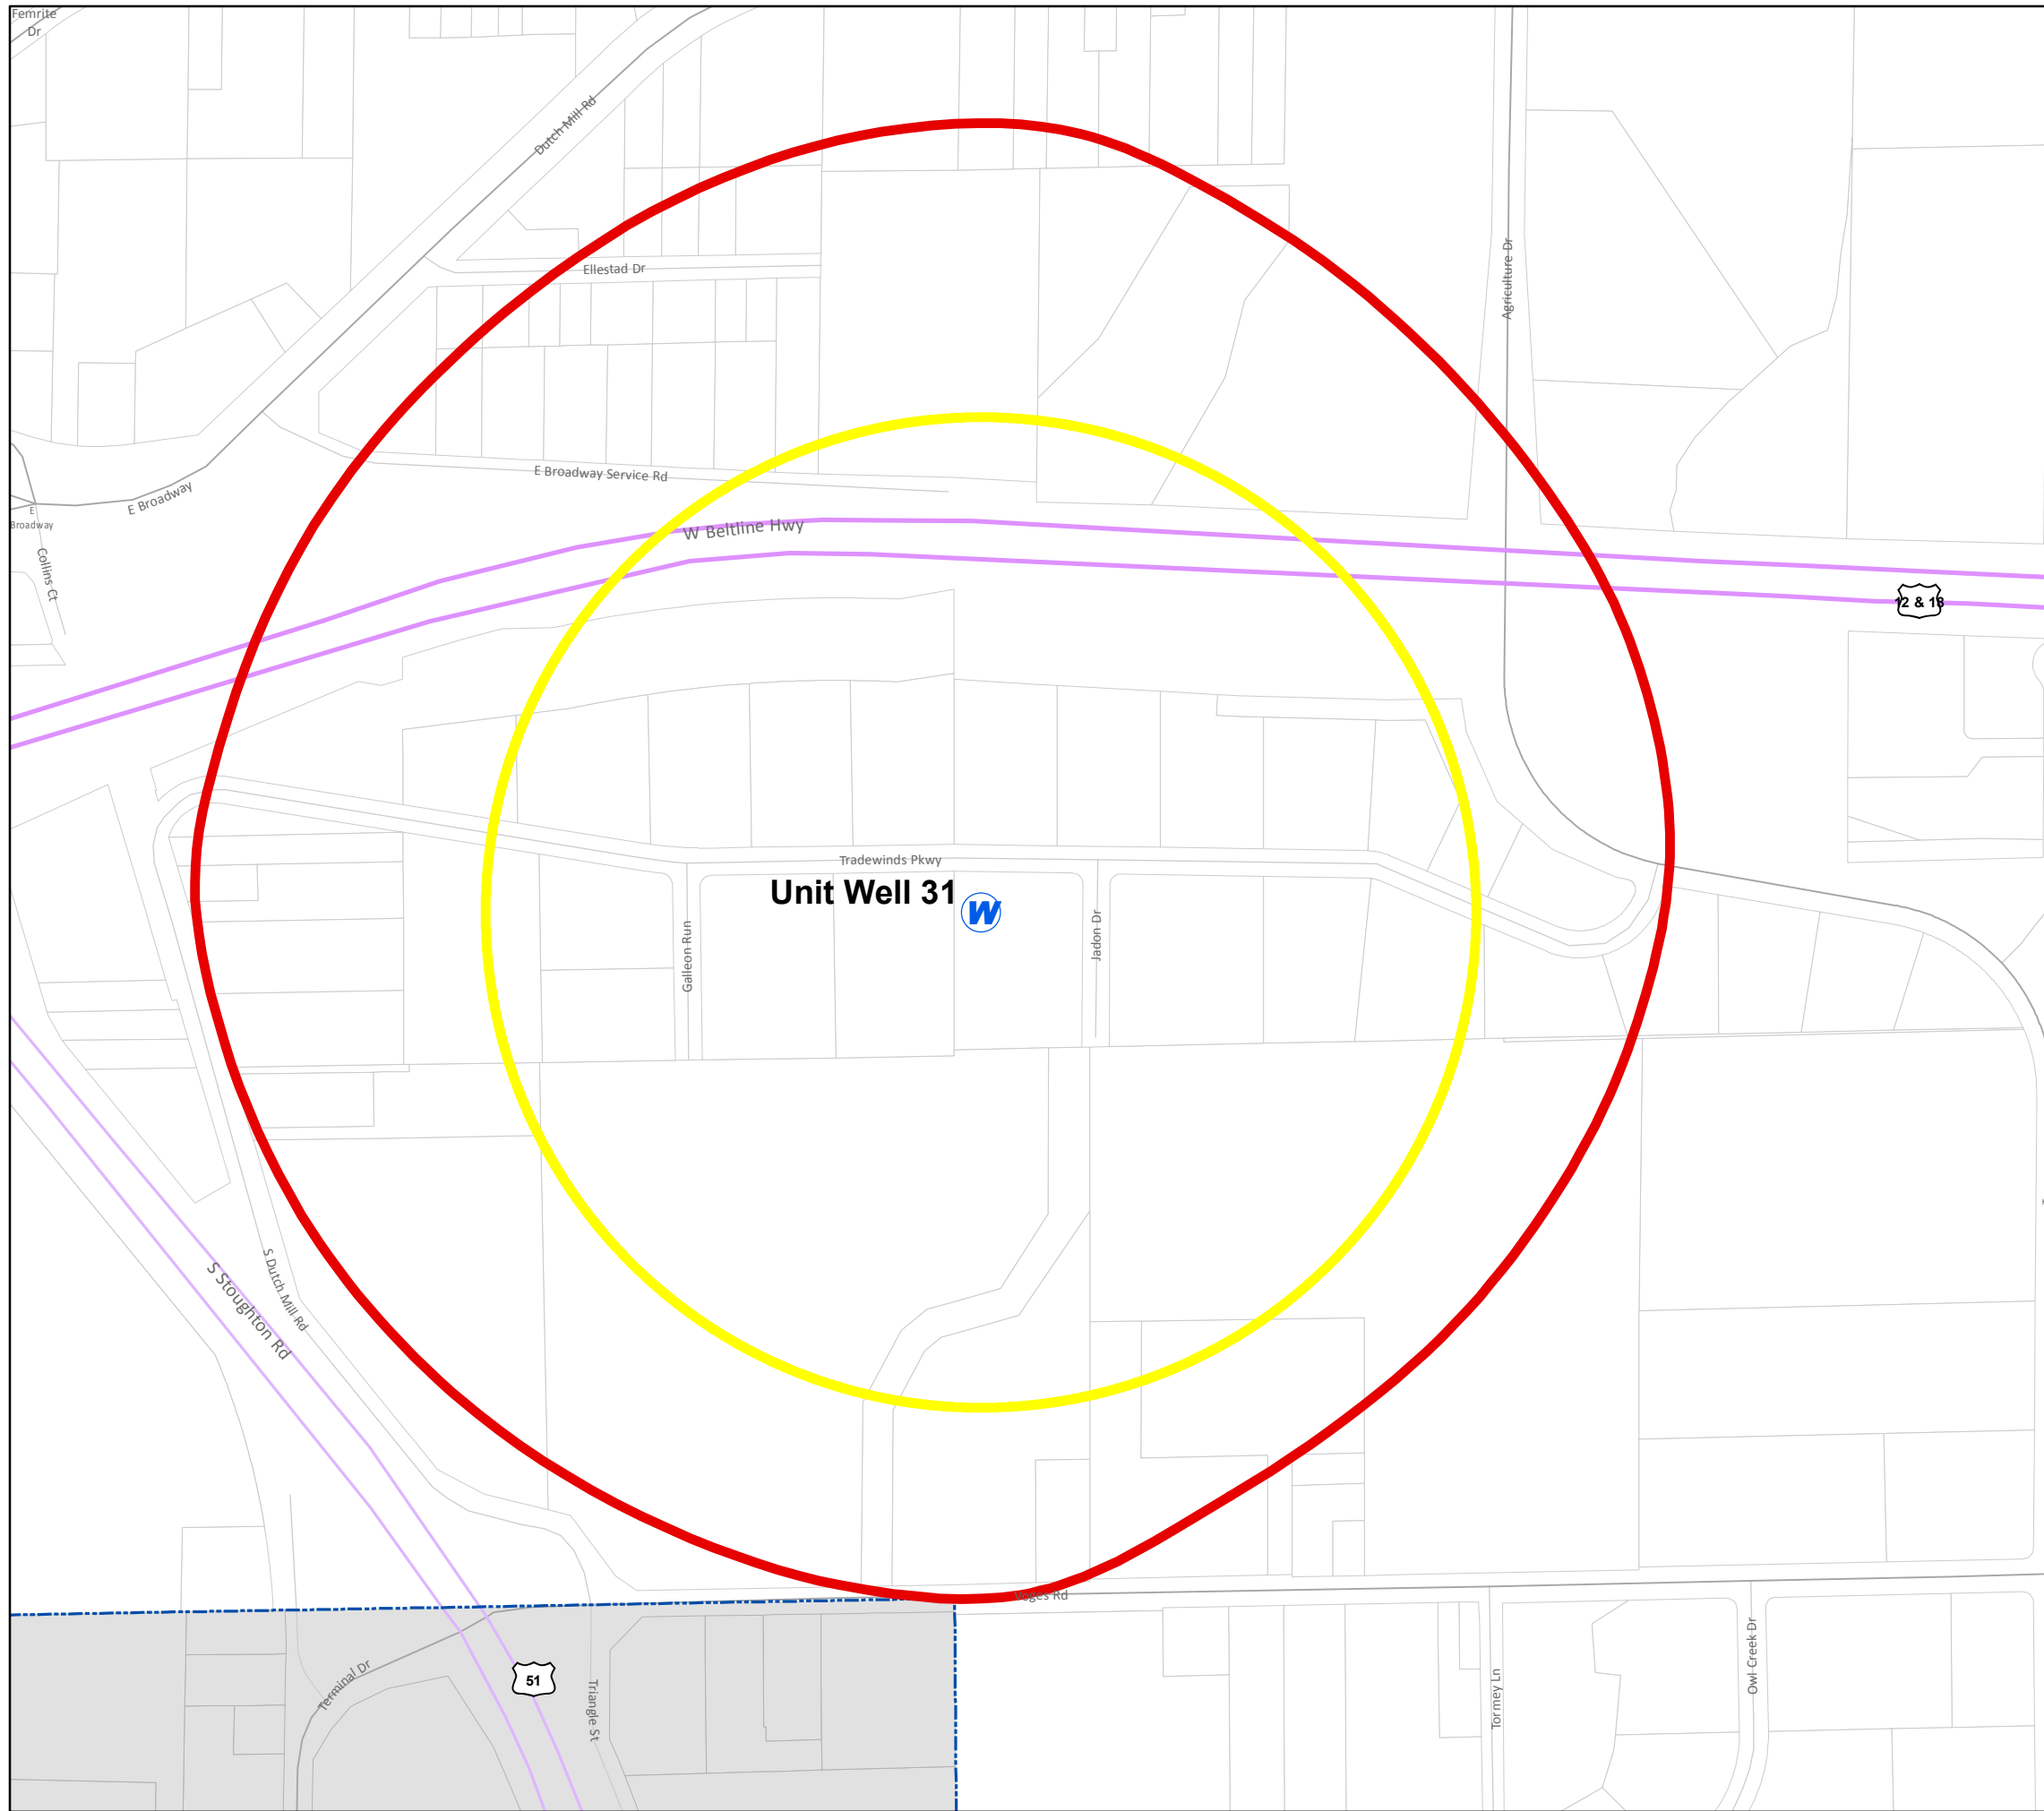 Femrite
Dr
Dutch Mill Rd
Ellestad Dr
Agriculture Dr
E Broadway Service Rd
E Broadway
E
Broadway
Collins Ct
W Beltline Hwy
12 & 18
Tradewinds Pkwy
Unit Well 31
W
Galleon Run
Jadon Dr
S Stoughton Rd
S Dutch Mill Rd
Voges Rd
Terminal Dr
51
Triangle St
Tormey Ln
Owl Creek Dr